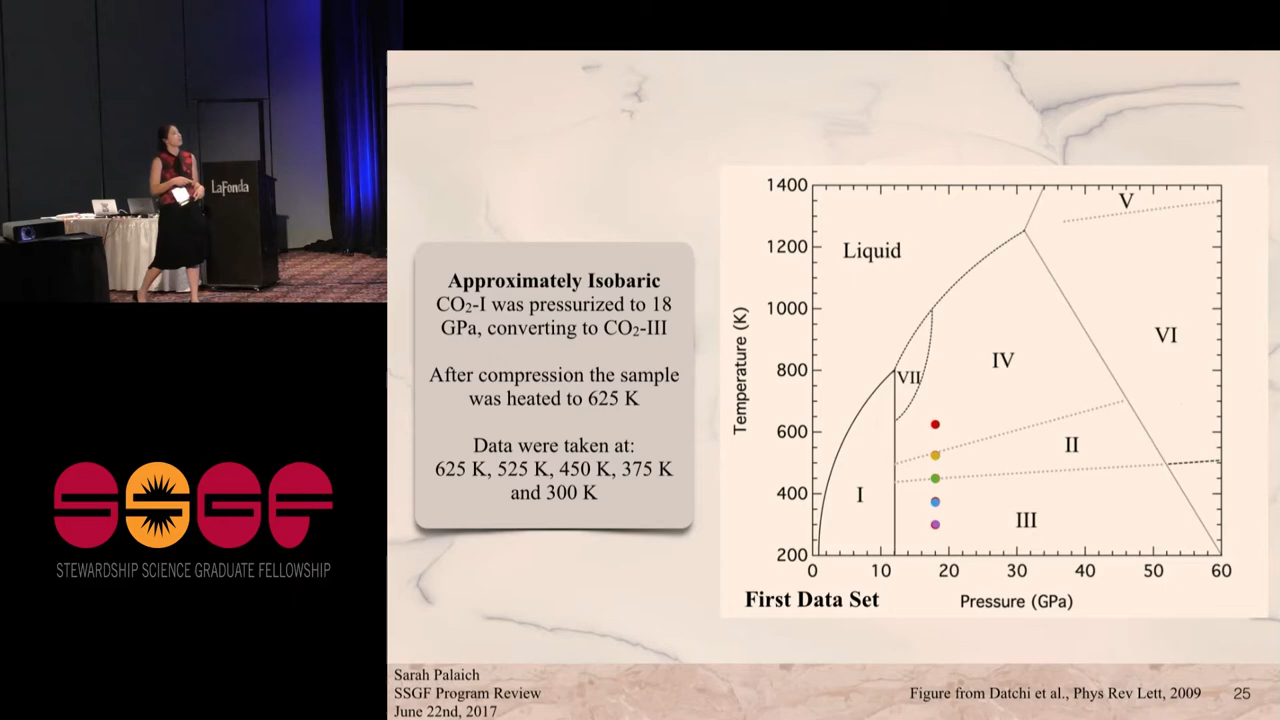 LaFonda
SSGF
STEWARDSHIP SCIENCE GRADUATE FELLOWSHIP
Approximately Isobaric
CO₂-I was pressurized to 18
GPa, converting to CO₂-III
After compression the sample
was heated to 625 K
Data were taken at:
625 K, 525 K, 450 K, 375 K
and 300 K
Temperature (K)
1400
1200
1000
800
600
400
200
Liquid
V
VI
IV
VII
II
I
III
0 10 20 30 40 50 60
First Data Set
Pressure (GPa)
Sarah Palaich
SSGF Program Review
June 22nd, 2017
Figure from Datchi et al., Phys Rev Lett, 2009
25